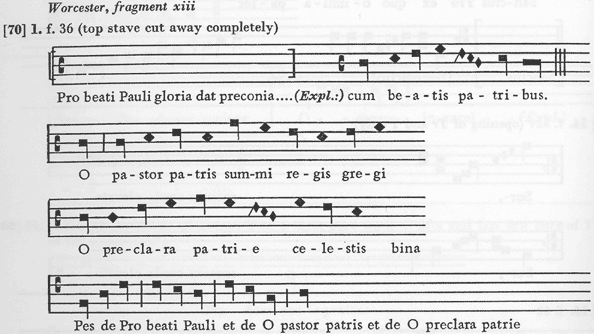 Worcester, fragment xiii
[70] 1. f. 36 (top stave cut away completely)
Pro beati Pauli gloria dat preconia....(Expl.:) cum be-a-tis pa-tri-bus.
O pa-stor pa-tris sum-mi re-gis gre-gi
O pre-cla-ra pa-tri-e ce-le-stis bina
Pes de Pro beati Pauli et de O pastor patris et de O preclara patrie